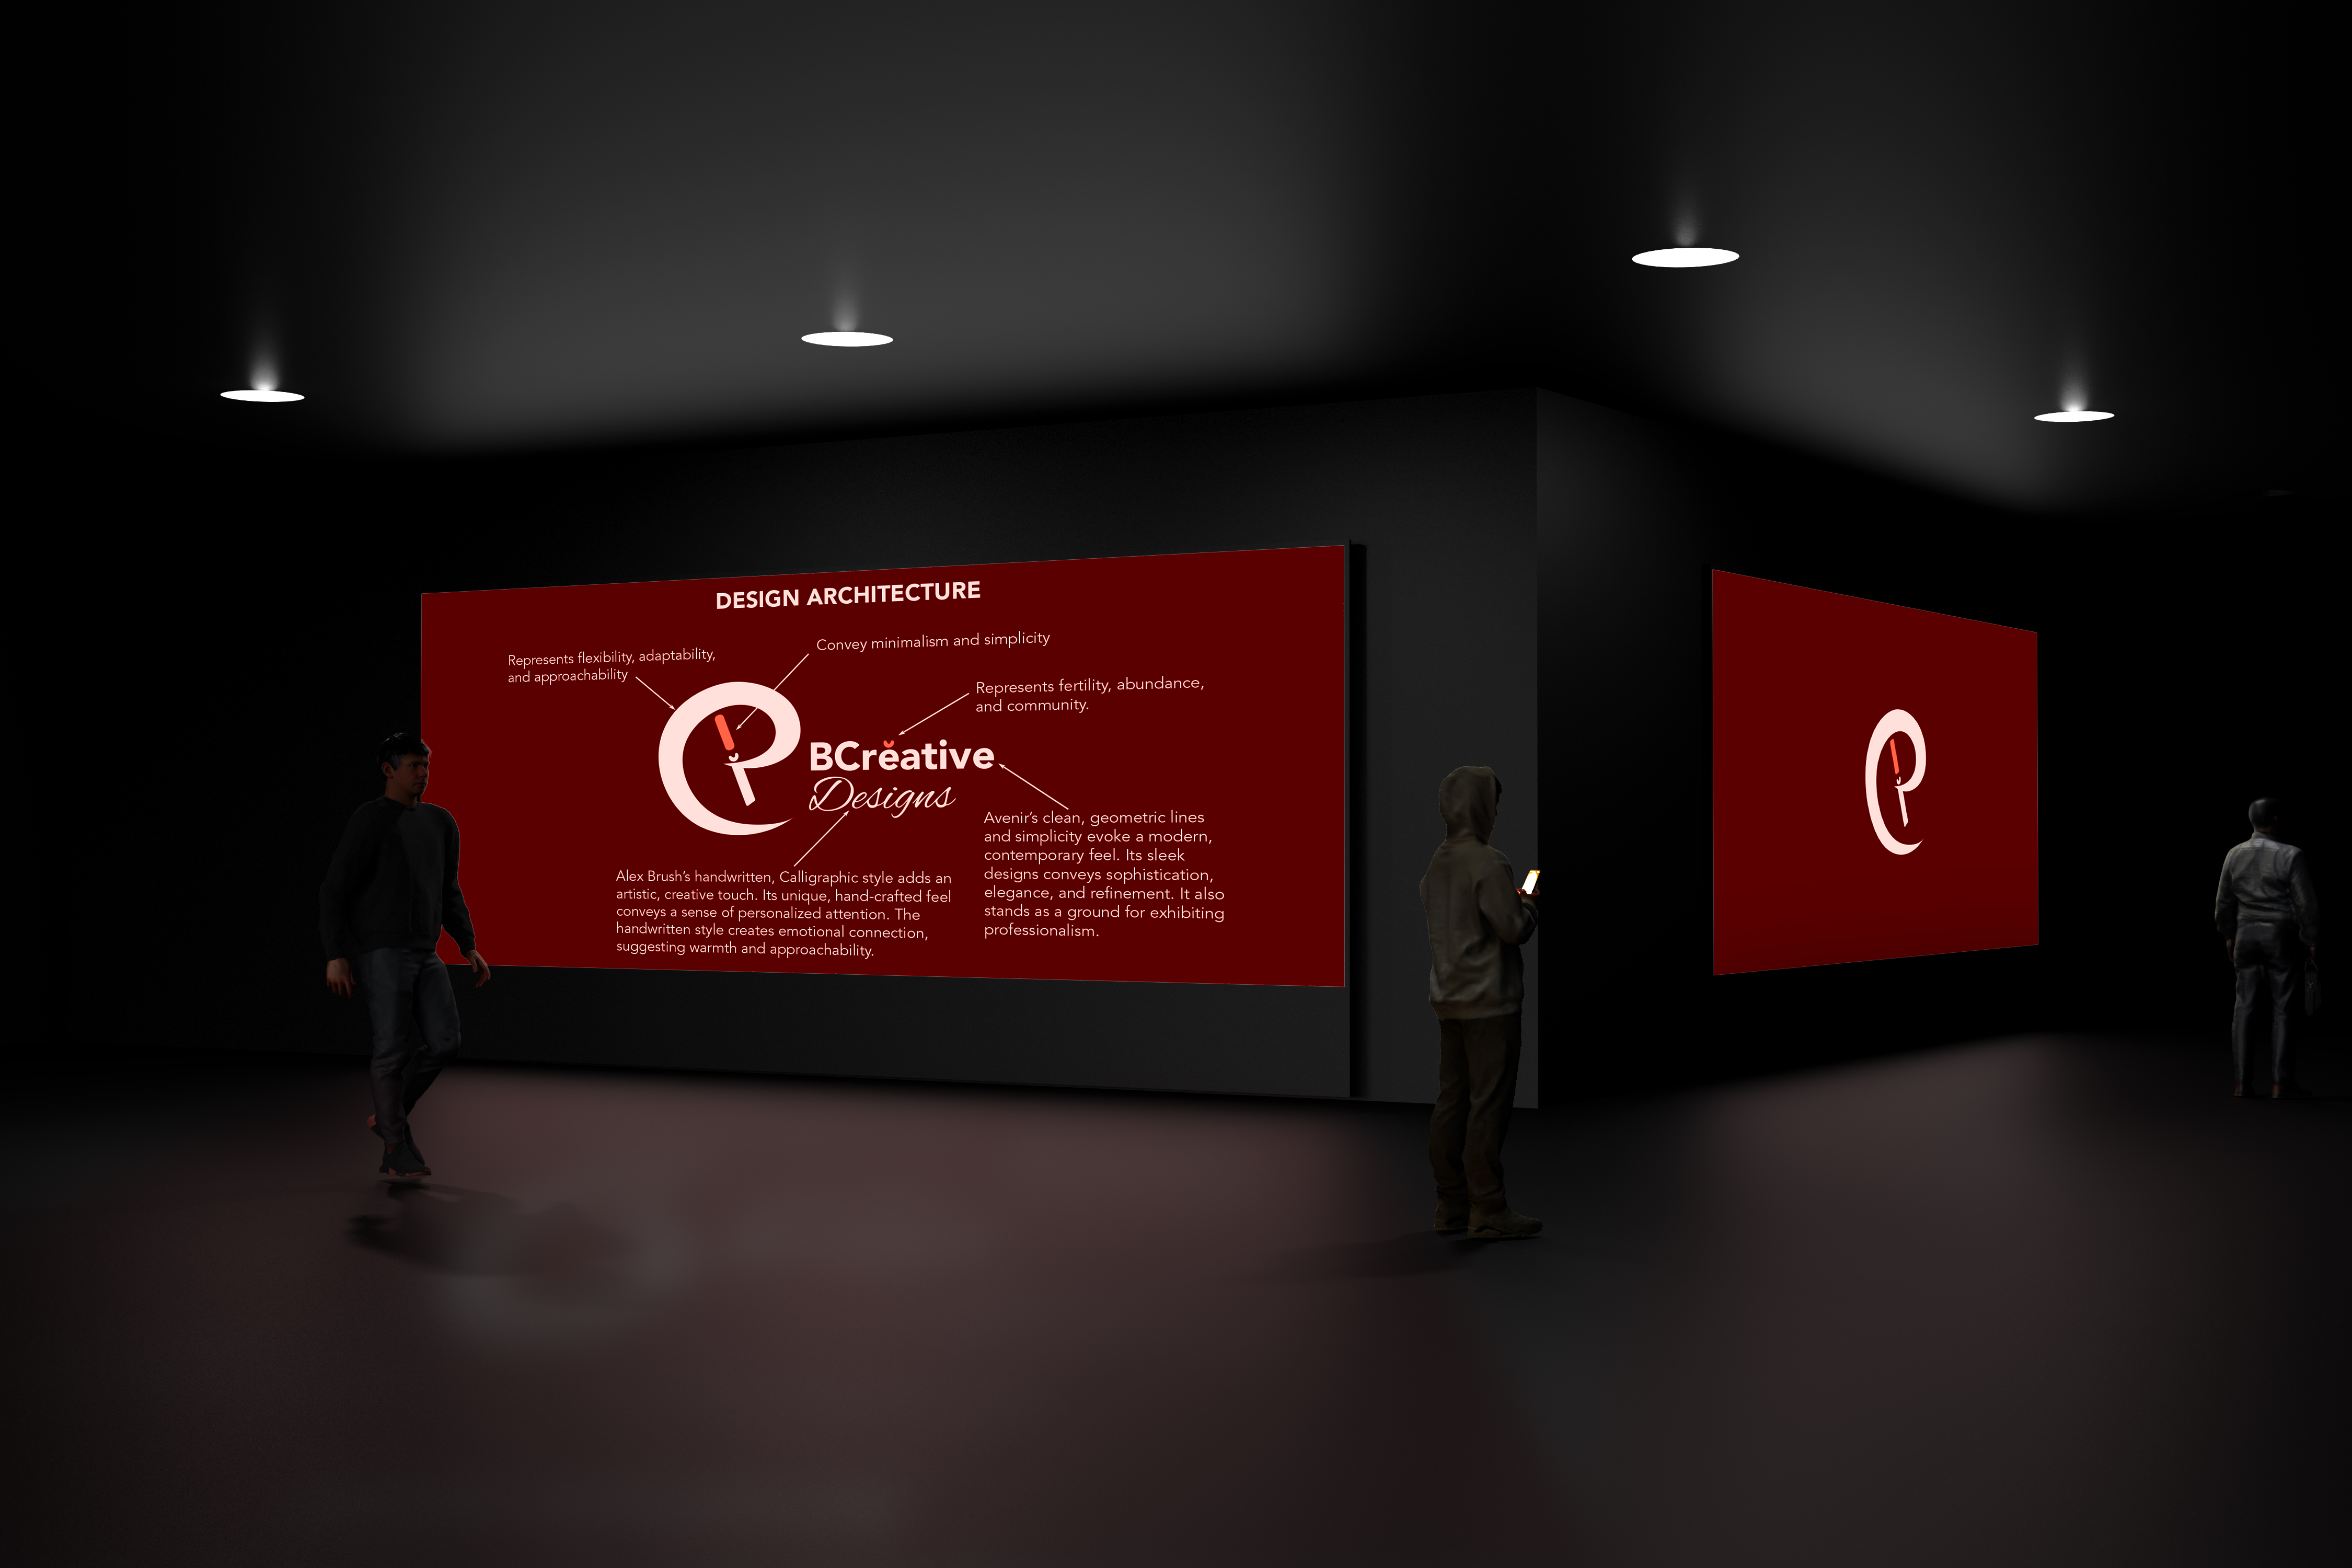 DESIGN ARCHITECTURE
Convey minimalism and simplicity
Represents flexibility, adaptability,
and approachability
Represents fertility, abundance,
and community.
BCrĕative
Designs
Avenir's clean, geometric lines
and simplicity evoke a modern,
contemporary feel. Its sleek
designs conveys sophistication,
elegance, and refinement. It also
stands as a ground for exhibiting
professionalism.
Alex Brush's handwritten, Calligraphic style adds an
artistic, creative touch. Its unique, hand-crafted feel
conveys a sense of personalized attention. The
handwritten style creates emotional connection,
suggesting warmth and approachability.